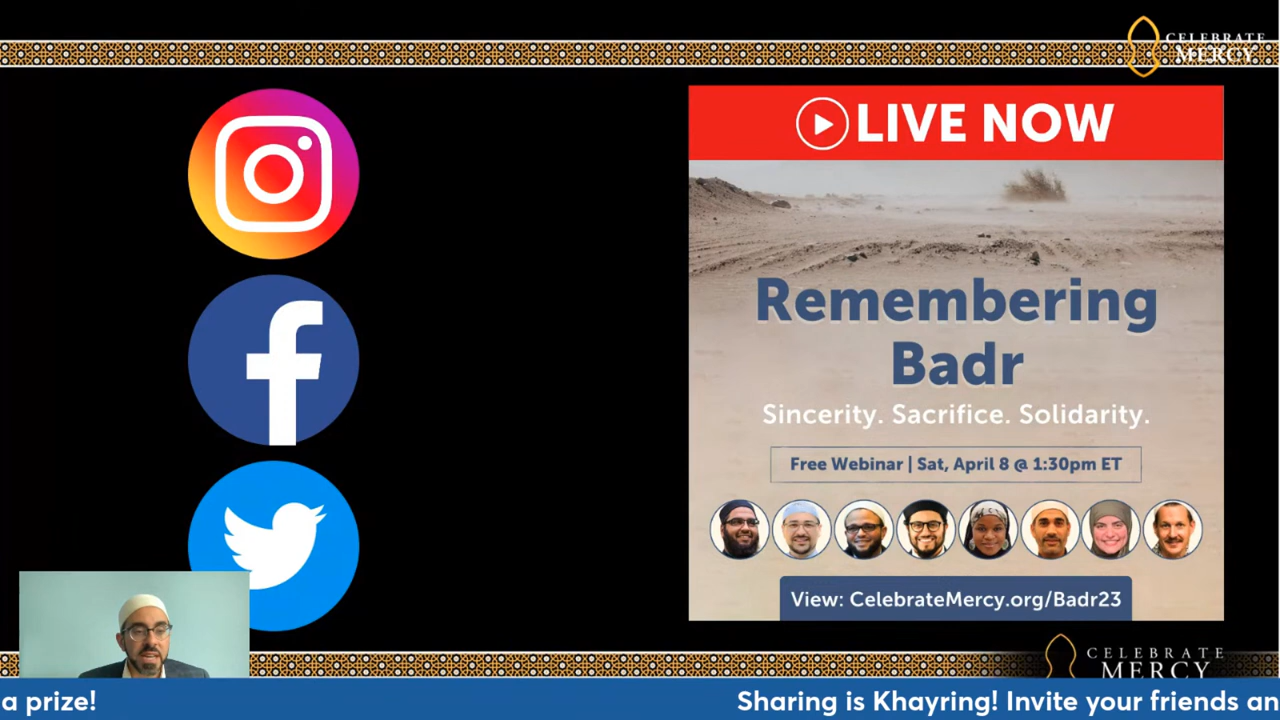 CELEBRATE
MERCY
LIVE NOW
Remembering
Badr
Sincerity. Sacrifice. Solidarity.
Free Webinar | Sat, April 8 @ 1:30pm ET
View: CelebrateMercy.org/Badr23
CELEBRATE
MERCY
a prize!
Sharing is Khayring! Invite your friends an